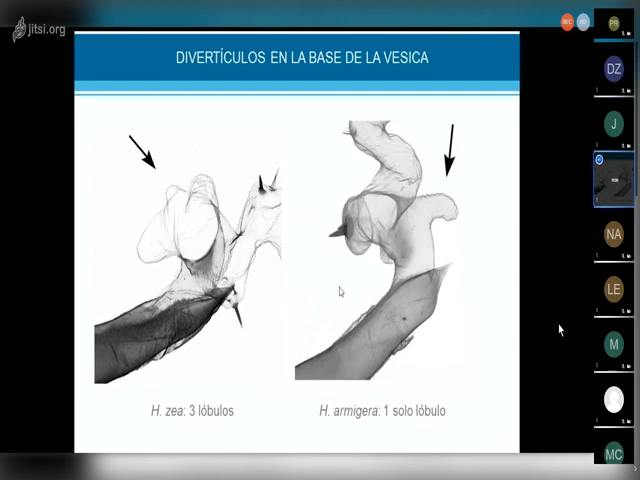 jitsi.org
REC
PR
DIVERTÍCULOS EN LA BASE DE LA VESICA
DZ
J
NA
LE
M
H. zea: 3 lóbulos
H. armigera: 1 solo lóbulo
MC